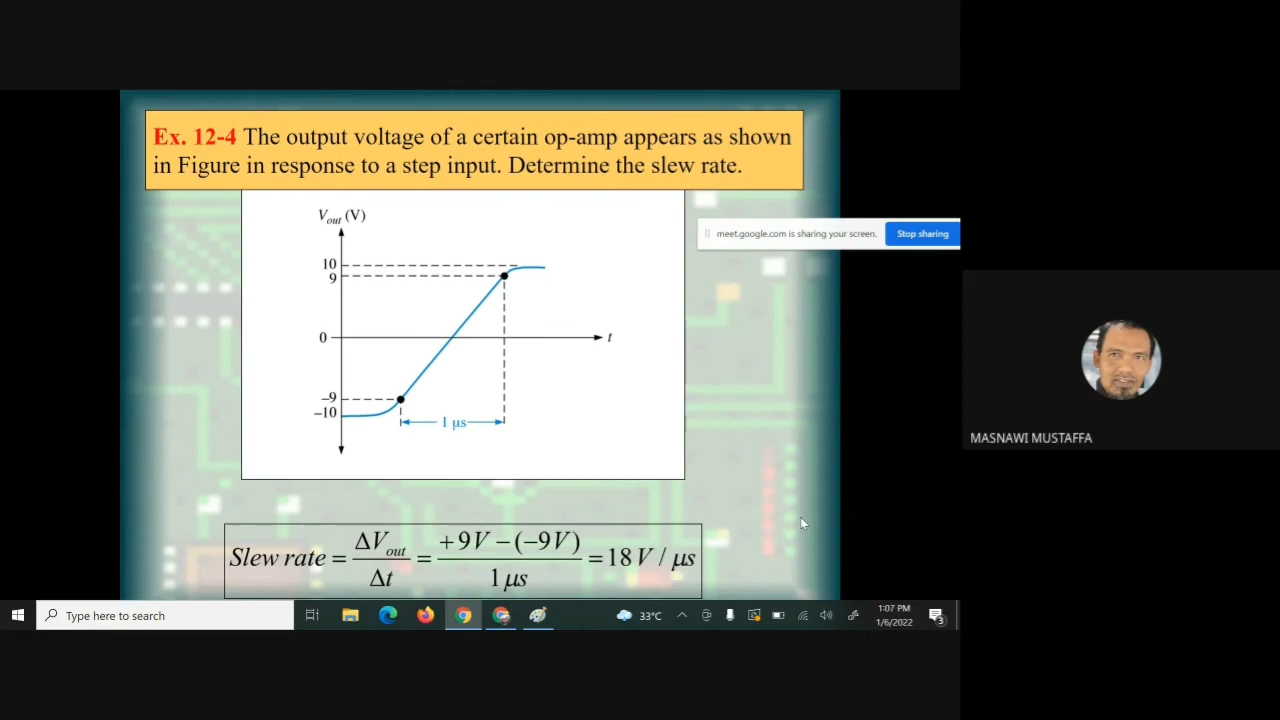 Ex. 12-4 The output voltage of a certain op-amp appears as shown
in Figure in response to a step input. Determine the slew rate.
Vout (V)
10
9
0
t
–9
–10
1 µs
meet.google.com is sharing your screen.
Stop sharing
MASNAWI MUSTAFFA
Slew rate = ΔVout / Δt = +9V − (−9V) / 1 µs = 18 V / µs
Type here to search
33°C
1:07 PM
1/6/2022
3